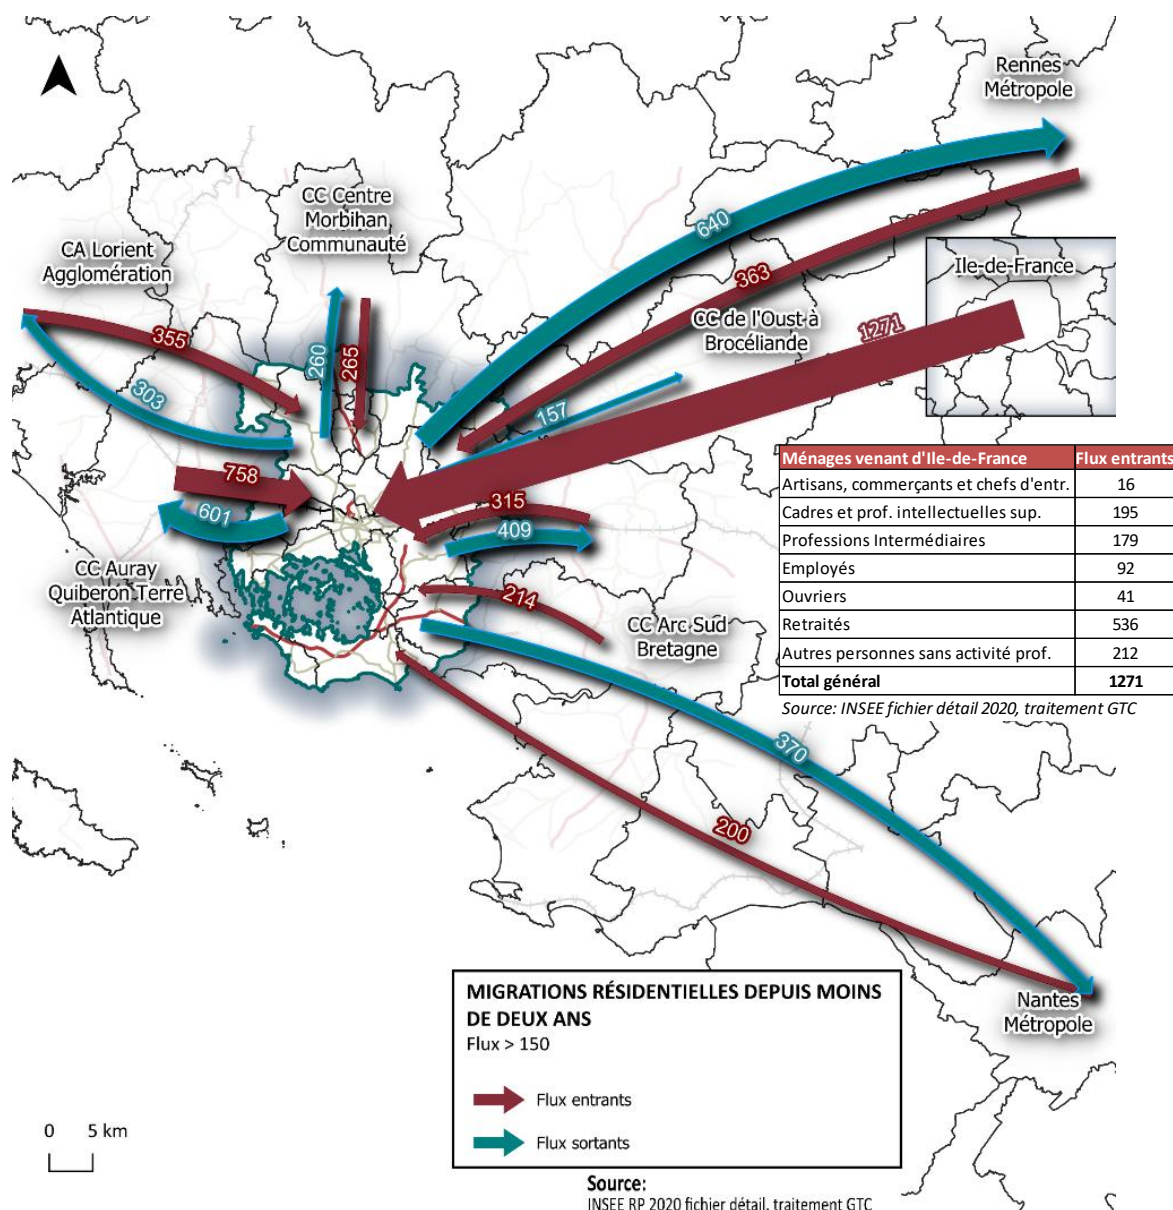 Rennes
Métropole
CC Centre
Morbihan
Communauté
CA Lorient
Agglomération
640
363
Ile-de-France
CC de l'Oust à
Brocéliande
1271
355
260
265
303
157
758
601
315
409
CC Auray
Quiberon Terre
Atlantique
214
CC Arc Sud
Bretagne
Ménages venant d'Ile-de-France Flux entrants
Artisans, commerçants et chefs d'entr. 16
Cadres et prof. intellectuelles sup. 195
Professions Intermédiaires 179
Employés 92
Ouvriers 41
Retraités 536
Autres personnes sans activité prof. 212
Total général 1271
Source: INSEE fichier détail 2020, traitement GTC
370
200
Nantes
Métropole
MIGRATIONS RÉSIDENTIELLES DEPUIS MOINS
DE DEUX ANS
Flux > 150
Flux entrants
Flux sortants
0 5 km
Source:
INSEE RP 2020 fichier détail, traitement GTC